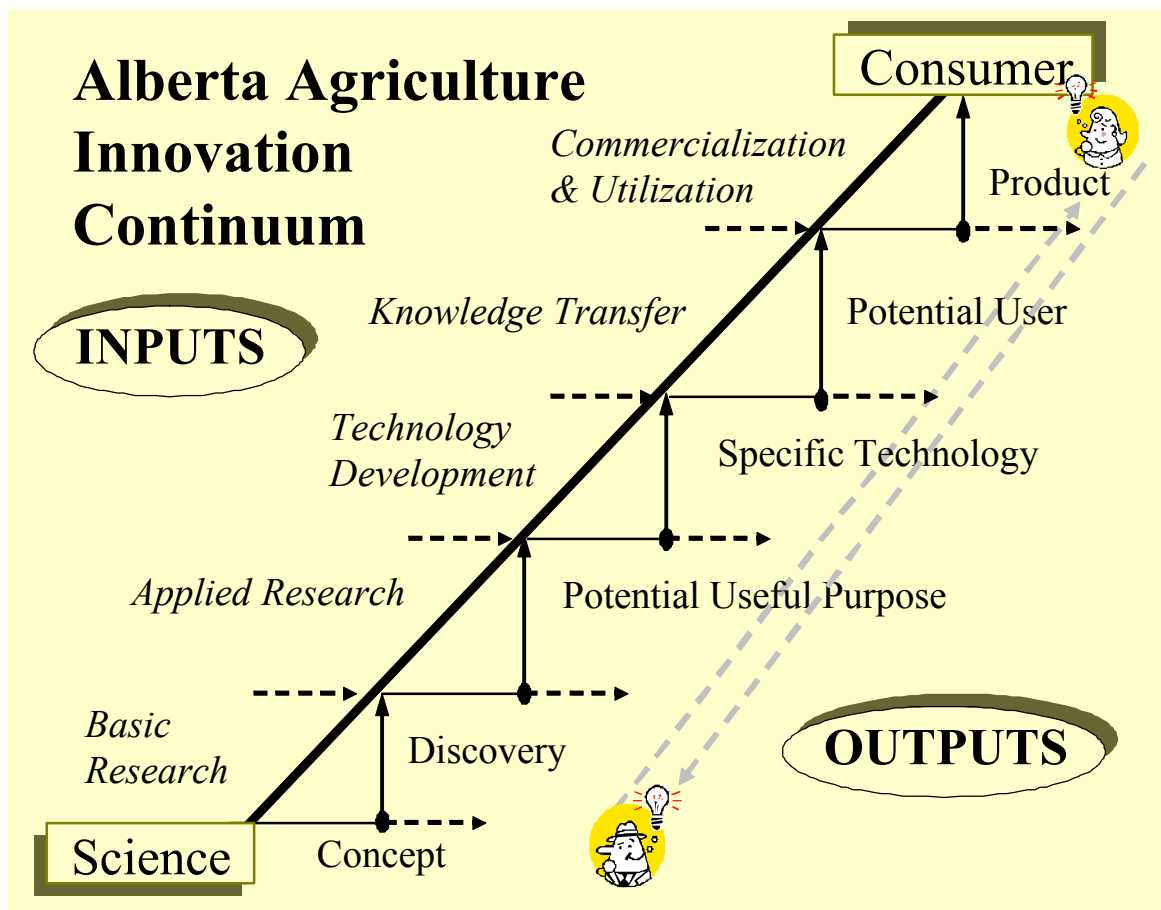 Alberta Agriculture
Innovation
Continuum
Consumer
Commercialization
& Utilization
Product
Knowledge Transfer
Potential User
INPUTS
Technology
Development
Specific Technology
Applied Research
Potential Useful Purpose
Basic
Research
Discovery
OUTPUTS
Science
Concept